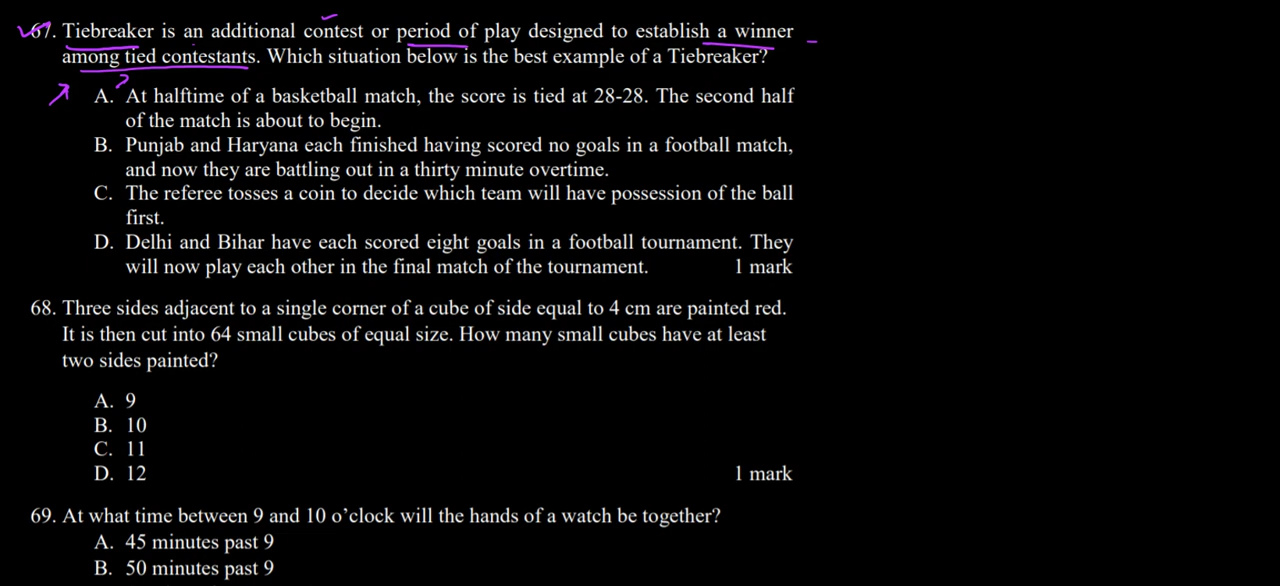 67. Tiebreaker is an additional contest or period of play designed to establish a winner
among tied contestants. Which situation below is the best example of a Tiebreaker?
A. At halftime of a basketball match, the score is tied at 28-28. The second half
of the match is about to begin.
B. Punjab and Haryana each finished having scored no goals in a football match,
and now they are battling out in a thirty minute overtime.
C. The referee tosses a coin to decide which team will have possession of the ball
first.
D. Delhi and Bihar have each scored eight goals in a football tournament. They
will now play each other in the final match of the tournament. 1 mark
68. Three sides adjacent to a single corner of a cube of side equal to 4 cm are painted red.
It is then cut into 64 small cubes of equal size. How many small cubes have at least
two sides painted?
A. 9
B. 10
C. 11
D. 12 1 mark
69. At what time between 9 and 10 o’clock will the hands of a watch be together?
A. 45 minutes past 9
B. 50 minutes past 9